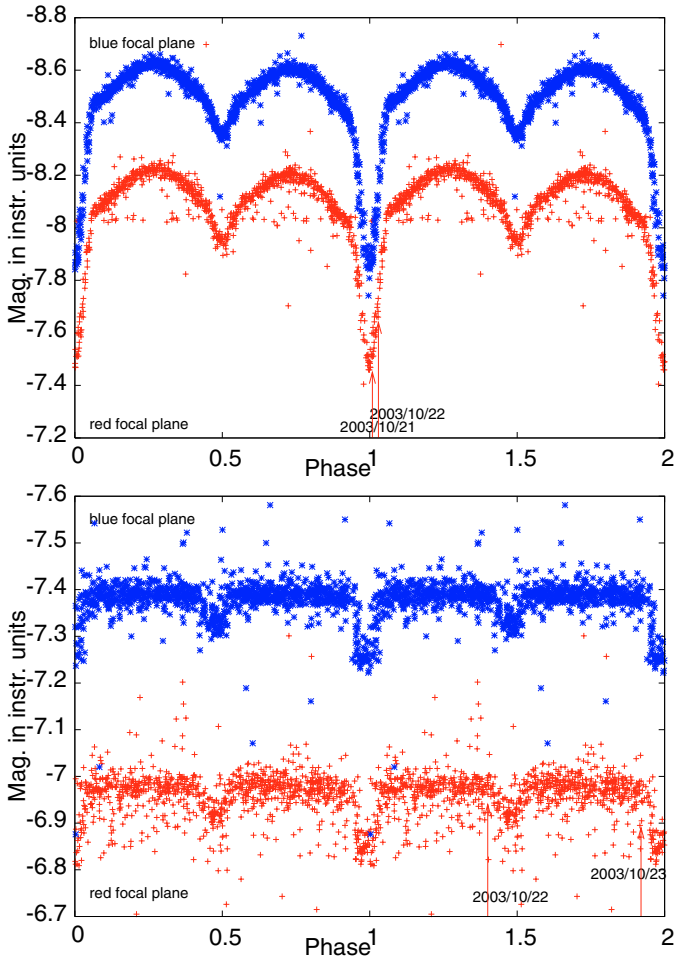 -8.8
blue focal plane
-8.6
-8.4
-8.2
-8
-7.8
-7.6
-7.4
-7.2
Mag. in instr. units
2003/10/22
2003/10/21
red focal plane
0 0.5 1 1.5 2
Phase
-7.6
blue focal plane
-7.5
-7.4
-7.3
-7.2
-7.1
-7
-6.9
-6.8
-6.7
Mag. in instr. units
2003/10/23
2003/10/22
red focal plane
0 0.5 1 1.5 2
Phase